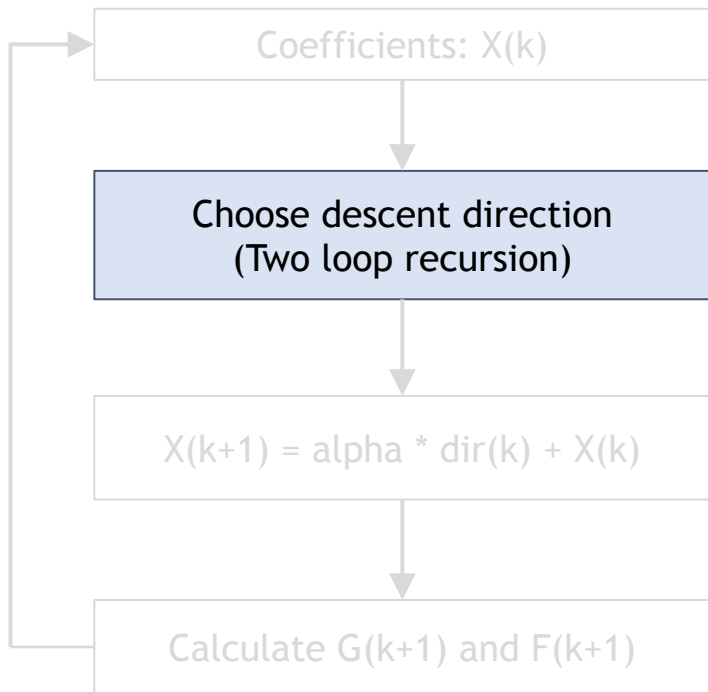 Coefficients: X(k)
Choose descent direction
(Two loop recursion)
X(k+1) = alpha * dir(k) + X(k)
Calculate G(k+1) and F(k+1)